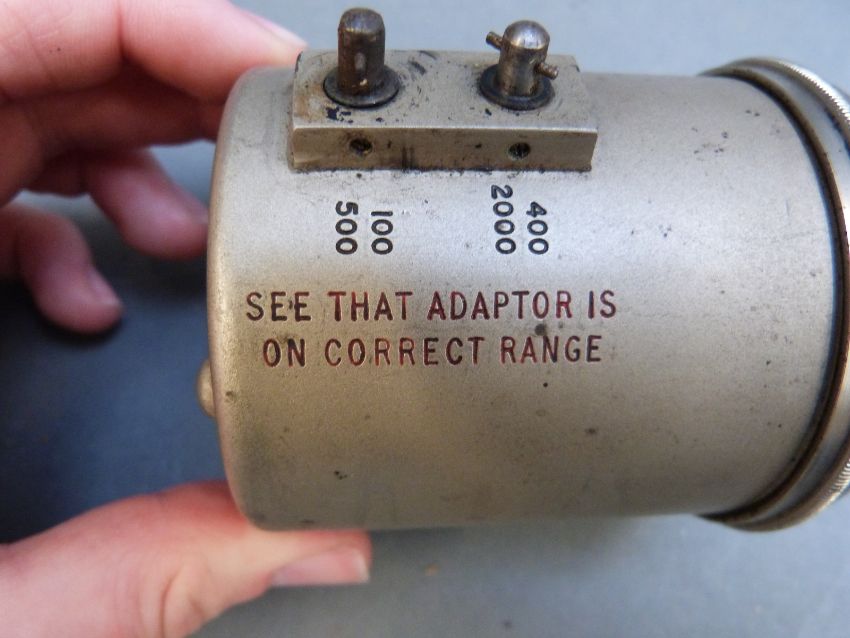 100
500
400
2000
SEE THAT ADAPTOR IS
ON CORRECT RANGE